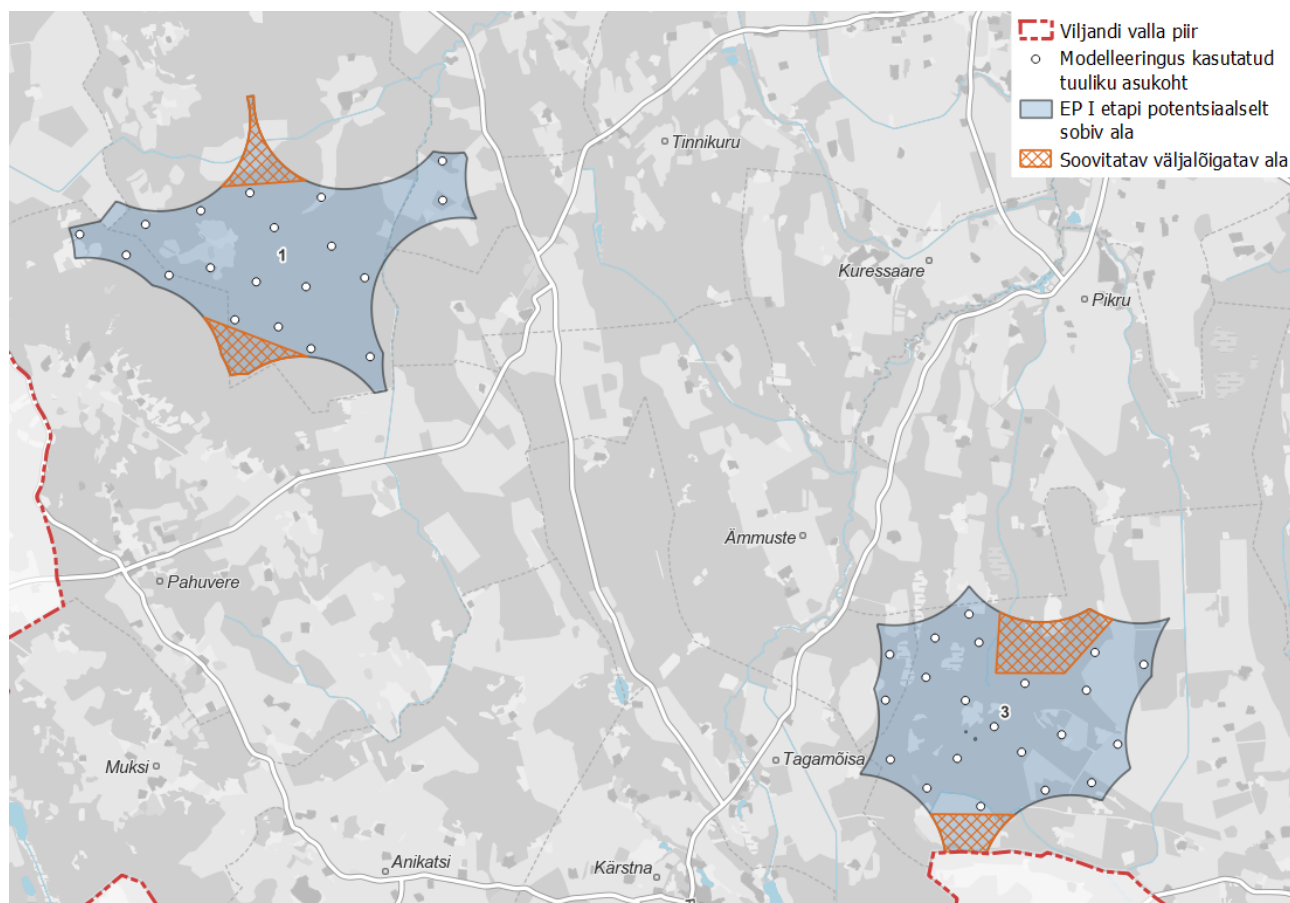 Viljandi valla piir
Modelleeringus kasutatud
tuuliku asukoht
EP I etapi potentsiaalselt
sobiv ala
Soovitatav väljalõigatav ala
Tinnikuru
1
Kuressaare
Pikru
Ämmuste
Pahuvere
3
Tagamõisa
Muksi
Anikatsi
Kärstna